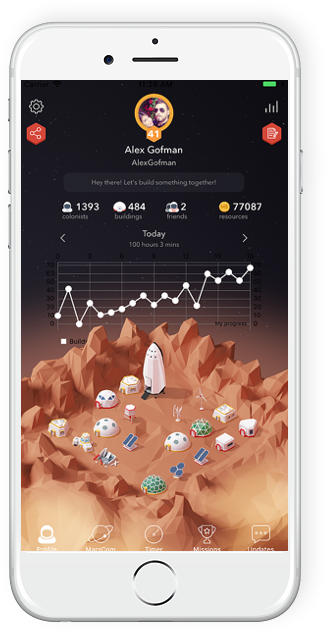 41
Alex Gofman
AlexGofman
Hey there! Let's build something together!
1393 484 2 77087
colonists buildings friends resources
Today
100 hours 3 mins
My progress
Build
Profile MarsCom Timer Missions Updates